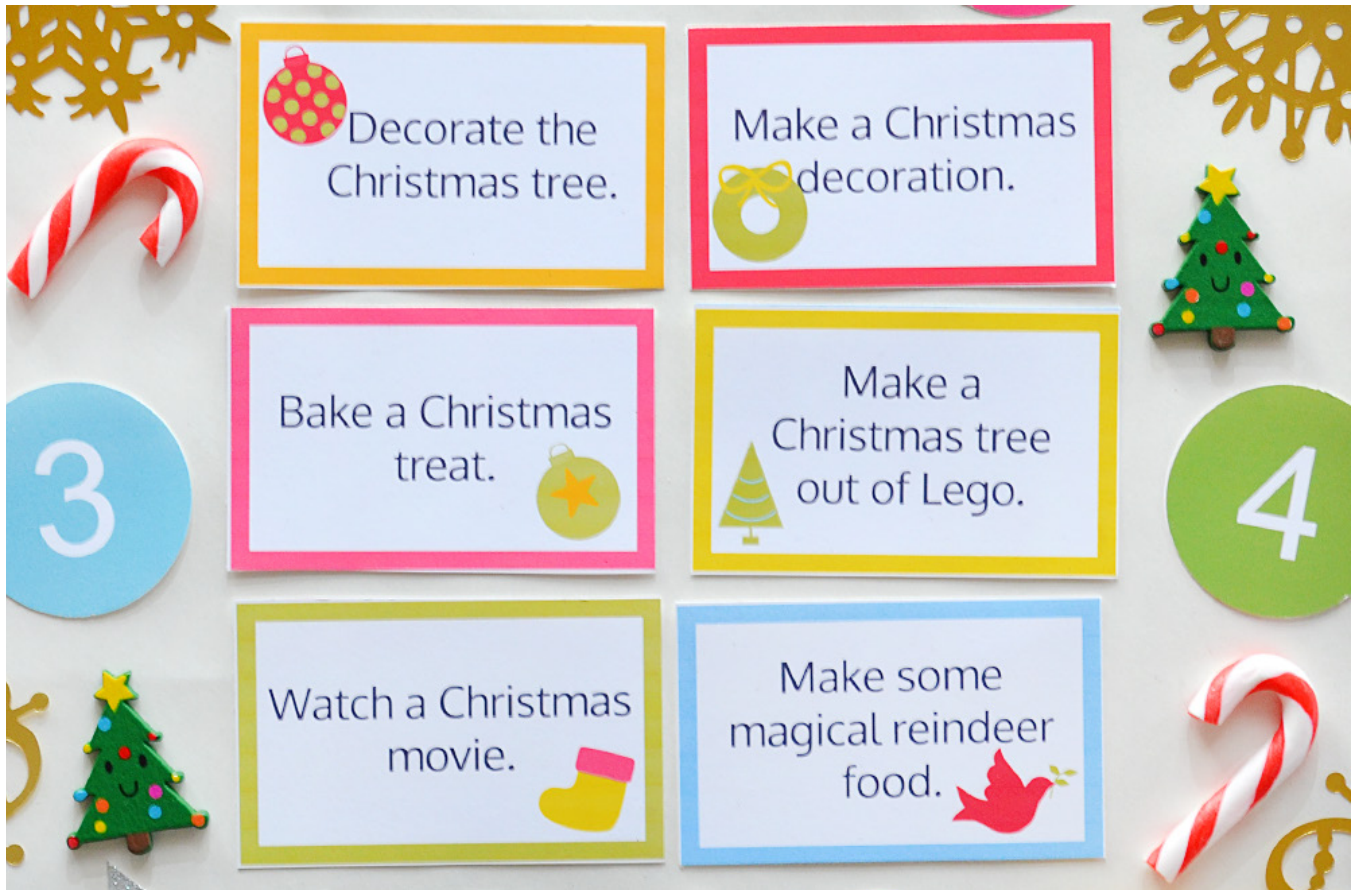 Decorate the
Christmas tree.
Make a Christmas
decoration.
Bake a Christmas
treat.
Make a
Christmas tree
out of Lego.
3
4
Watch a Christmas
movie.
Make some
magical reindeer
food.